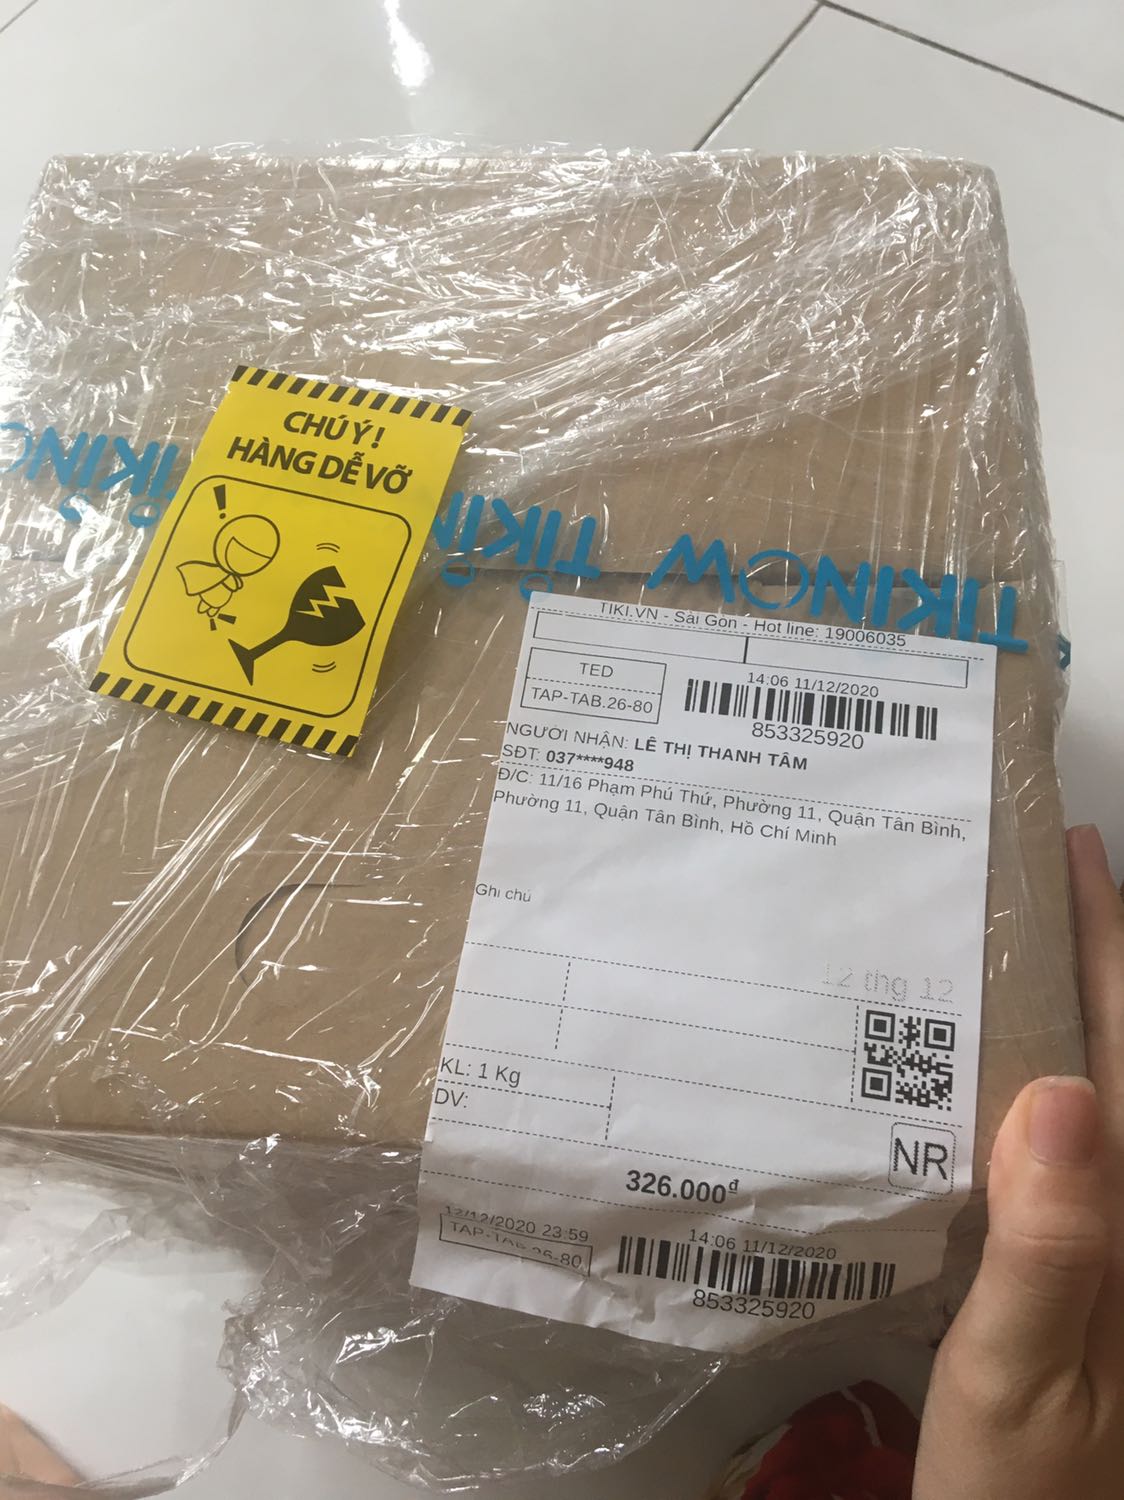 CHÚ Ý!
HÀNG DỄ VỠ
TIKINOW
TIKINOW
TIKI.VN - Sài Gòn - Hot line: 19006035
TED
TAP-TAB.26-80
14:06 11/12/2020
853325920
NGƯỜI NHẬN: LÊ THỊ THANH TÂM
SĐT: 037****948
Đ/C: 11/16 Phạm Phú Thứ, Phường 11, Quận Tân Bình,
Phường 11, Quận Tân Bình, Hồ Chí Minh
Ghi chú
12 thg 12
KL: 1 Kg
DV:
NR
326.000₫
12/12/2020 23:59
TAP-TAB.26-80
14:06 11/12/2020
853325920